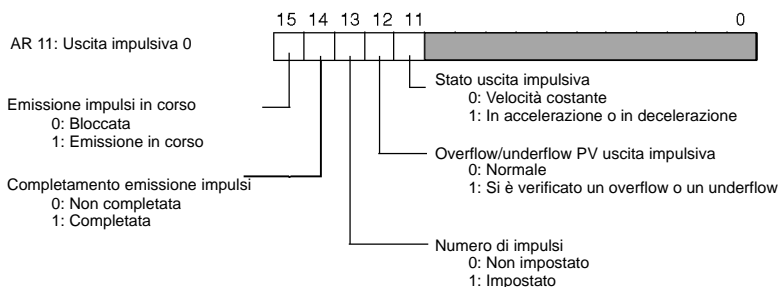 15 14 13 12 11 0
AR 11: Uscita impulsiva 0
Stato uscita impulsiva
0: Velocità costante
1: In accelerazione o in decelerazione
Emissione impulsi in corso
0: Bloccata
1: Emissione in corso
Overflow/underflow PV uscita impulsiva
0: Normale
1: Si è verificato un overflow o un underflow
Completamento emissione impulsi
0: Non completata
1: Completata
Numero di impulsi
0: Non impostato
1: Impostato